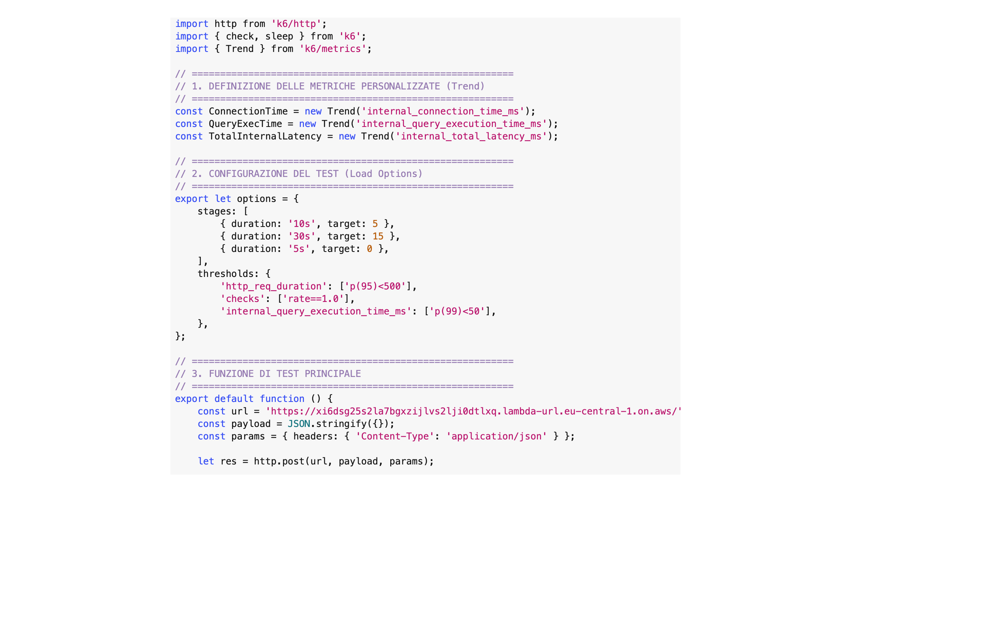 import http from 'k6/http';
import { check, sleep } from 'k6';
import { Trend } from 'k6/metrics';
// =========================================================
// 1. DEFINIZIONE DELLE METRICHE PERSONALIZZATE (Trend)
// =========================================================
const ConnectionTime = new Trend('internal_connection_time_ms');
const QueryExecTime = new Trend('internal_query_execution_time_ms');
const TotalInternalLatency = new Trend('internal_total_latency_ms');
// =========================================================
// 2. CONFIGURAZIONE DEL TEST (Load Options)
// =========================================================
export let options = {
    stages: [
        { duration: '10s', target: 5 },
        { duration: '30s', target: 15 },
        { duration: '5s', target: 0 },
    ],
    thresholds: {
        'http_req_duration': ['p(95)<500'],
        'checks': ['rate==1.0'],
        'internal_query_execution_time_ms': ['p(99)<50'],
    },
};
// =========================================================
// 3. FUNZIONE DI TEST PRINCIPALE
// =========================================================
export default function () {
    const url = 'https://xi6dsg25s2la7bgxzijlvs2lji0dtlxq.lambda-url.eu-central-1.on.aws/'
    const payload = JSON.stringify({});
    const params = { headers: { 'Content-Type': 'application/json' } };
    let res = http.post(url, payload, params);